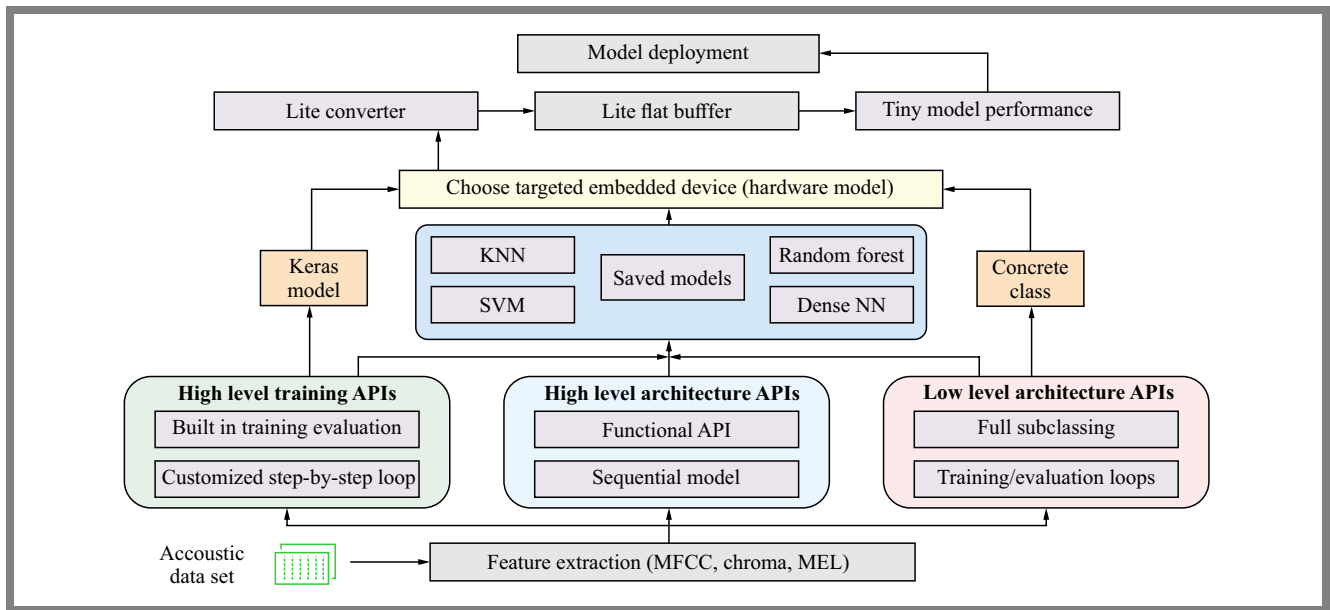 Model deployment
Lite converter
Lite flat bufffer
Tiny model performance
Choose targeted embedded device (hardware model)
Keras
model
KNN
SVM
Saved models
Random forest
Dense NN
Concrete
class
High level training APIs
Built in training evaluation
Customized step-by-step loop
High level architecture APIs
Functional API
Sequential model
Low level architecture APIs
Full subclassing
Training/evaluation loops
Accoustic
data set
Feature extraction (MFCC, chroma, MEL)